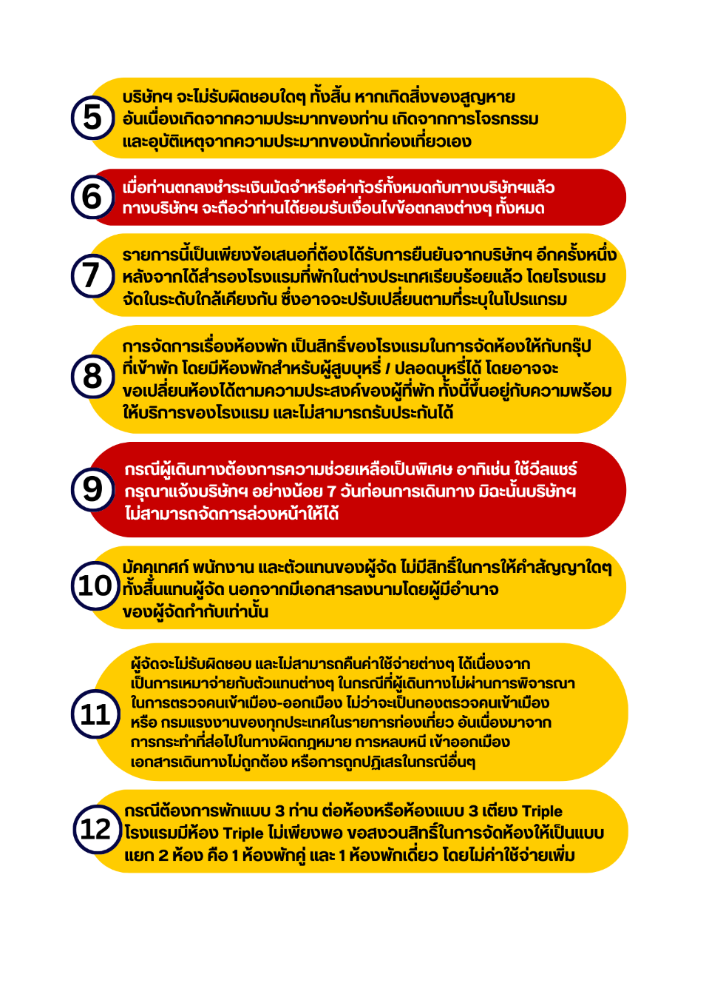 5
บริษัทฯ จะไม่รับผิดชอบใดๆ ทั้งสิ้น หากเกิดสิ่งของสูญหาย
อันเนื่องเกิดจากความประมาทของท่าน เกิดจากการโจรกรรม
และอุบัติเหตุจากความประมาทของนักท่องเที่ยวเอง
6
เมื่อท่านตกลงชำระเงินมัดจำหรือค่าทัวร์ทั้งหมดกับทางบริษัทฯแล้ว
ทางบริษัทฯ จะถือว่าท่านได้ยอมรับเงื่อนไขข้อตกลงต่างๆ ทั้งหมด
7
รายการนี้เป็นเพียงข้อเสนอที่ต้องได้รับการยืนยันจากบริษัทฯ อีกครั้งหนึ่ง
หลังจากได้สำรองโรงแรมที่พักในต่างประเทศเรียบร้อยแล้ว โดยโรงแรม
จัดในระดับใกล้เคียงกัน ซึ่งอาจจะปรับเปลี่ยนตามที่ระบุในโปรแกรม
8
การจัดการเรื่องห้องพัก เป็นสิทธิ์ของโรงแรมในการจัดห้องให้กับกรุ๊ป
ที่เข้าพัก โดยมีห้องพักสำหรับผู้สูบบุหรี่ / ปลอดบุหรี่ได้ โดยอาจจะ
ขอเปลี่ยนห้องได้ตามความประสงค์ของผู้ที่พัก ทั้งนี้ขึ้นอยู่กับความพร้อม
ให้บริการของโรงแรม และไม่สามารถรับประกันได้
9
กรณีผู้เดินทางต้องการความช่วยเหลือเป็นพิเศษ อาทิเช่น ใช้วีลแชร์
กรุณาแจ้งบริษัทฯ อย่างน้อย 7 วันก่อนการเดินทาง มิฉะนั้นบริษัทฯ
ไม่สามารถจัดการล่วงหน้าให้ได้
10
มัคคุเทศก์ พนักงาน และตัวแทนของผู้จัด ไม่มีสิทธิ์ในการให้คำสัญญาใดๆ
ทั้งสิ้นแทนผู้จัด นอกจากมีเอกสารลงนามโดยผู้มีอำนาจ
ของผู้จัดกำกับเท่านั้น
11
ผู้จัดจะไม่รับผิดชอบ และไม่สามารถคืนค่าใช้จ่ายต่างๆ ได้เนื่องจาก
เป็นการเหมาจ่ายกับตัวแทนต่างๆ ในกรณีที่ผู้เดินทางไม่ผ่านการพิจารณา
ในการตรวจคนเข้าเมือง-ออกเมือง ไม่ว่าจะเป็นกองตรวจคนเข้าเมือง
หรือ กรมแรงงานของทุกประเทศในรายการท่องเที่ยว อันเนื่องมาจาก
การกระทำที่ส่อไปในทางผิดกฎหมาย การหลบหนี เข้าออกเมือง
เอกสารเดินทางไม่ถูกต้อง หรือการถูกปฏิเสธในกรณีอื่นๆ
12
กรณีต้องการพักแบบ 3 ท่าน ต่อห้องหรือห้องแบบ 3 เตียง Triple
โรงแรมมีห้อง Triple ไม่เพียงพอ ขอสงวนสิทธิ์ในการจัดห้องให้เป็นแบบ
แยก 2 ห้อง คือ 1 ห้องพักคู่ และ 1 ห้องพักเดี่ยว โดยไม่ค่าใช้จ่ายเพิ่ม